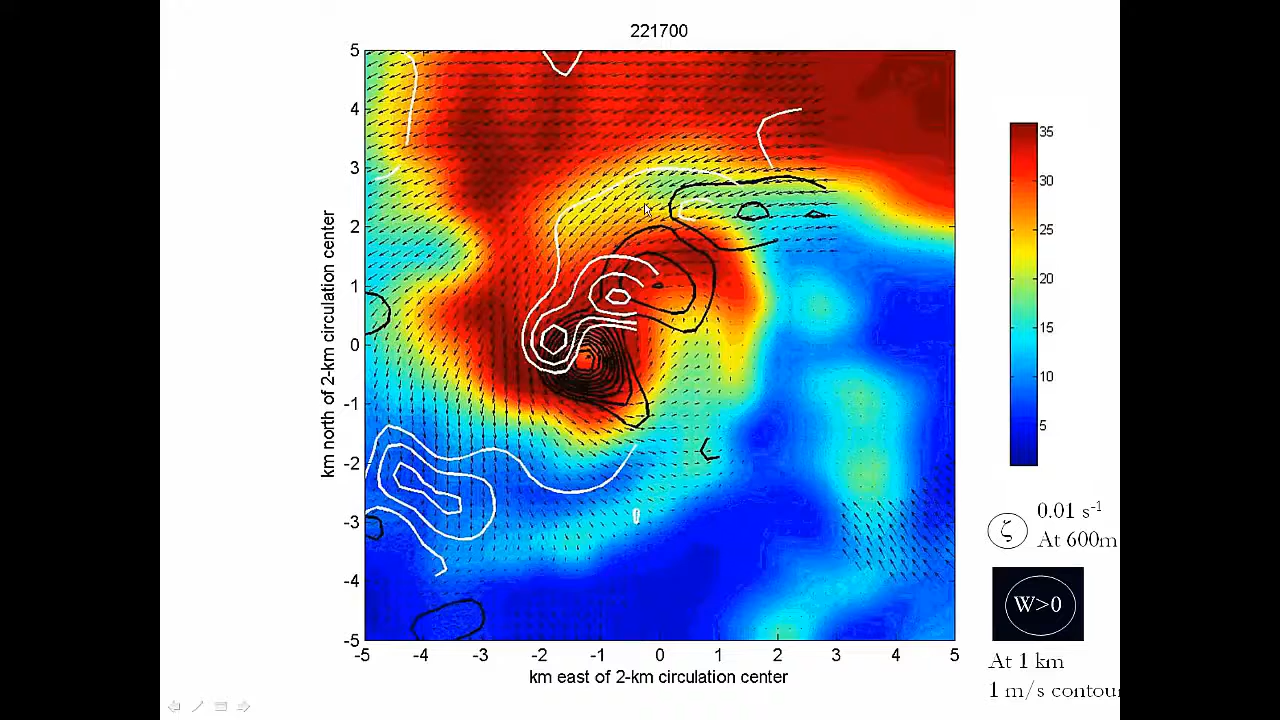 221700
5
4
3
2
1
0
-1
-2
-3
-4
-5
km north of 2-km circulation center
-5 -4 -3 -2 -1 0 1 2 3 4 5
km east of 2-km circulation center
35
30
25
20
15
10
5
ζ
0.01 s-1
At 600m
W>0
At 1 km
1 m/s contou